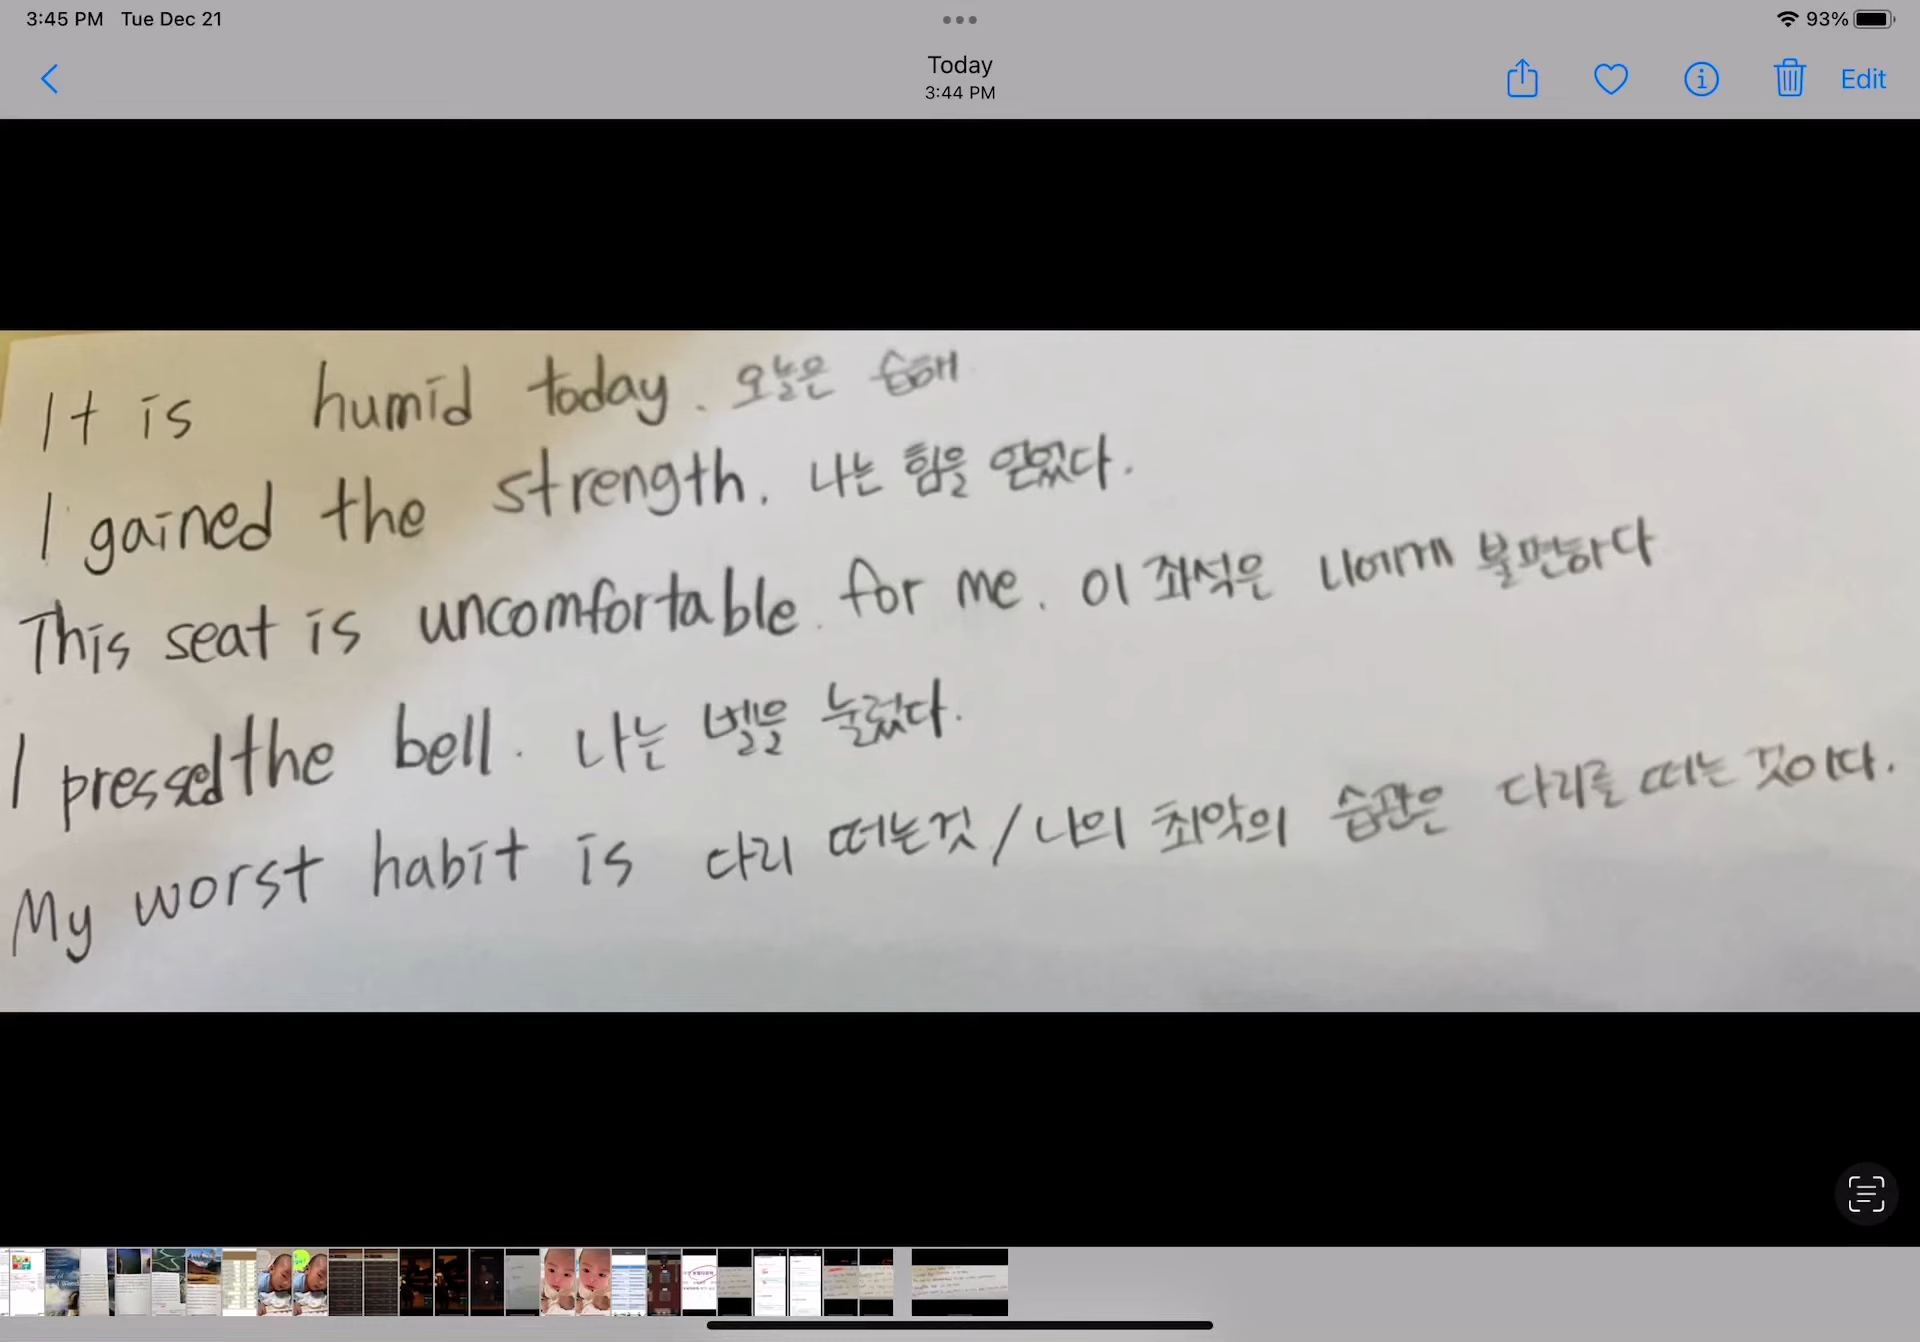 3:45 PM Tue Dec 21
93%
Today
3:44 PM
Edit
It is humid today. 오늘은 습해
I gained the strength. 나는 힘을 얻었다.
This seat is uncomfortable. for me. 이 좌석은 나에게 불편하다
I pressed the bell. 나는 벨을 눌렀다.
My worst habit is 다리 떠는것 / 나의 최악의 습관은 다리를 떠는 것이다.